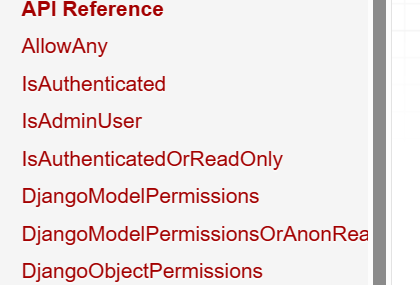 API Reference
AllowAny
IsAuthenticated
IsAdminUser
IsAuthenticatedOrReadOnly
DjangoModelPermissions
DjangoModelPermissionsOrAnonRea
DjangoObjectPermissions